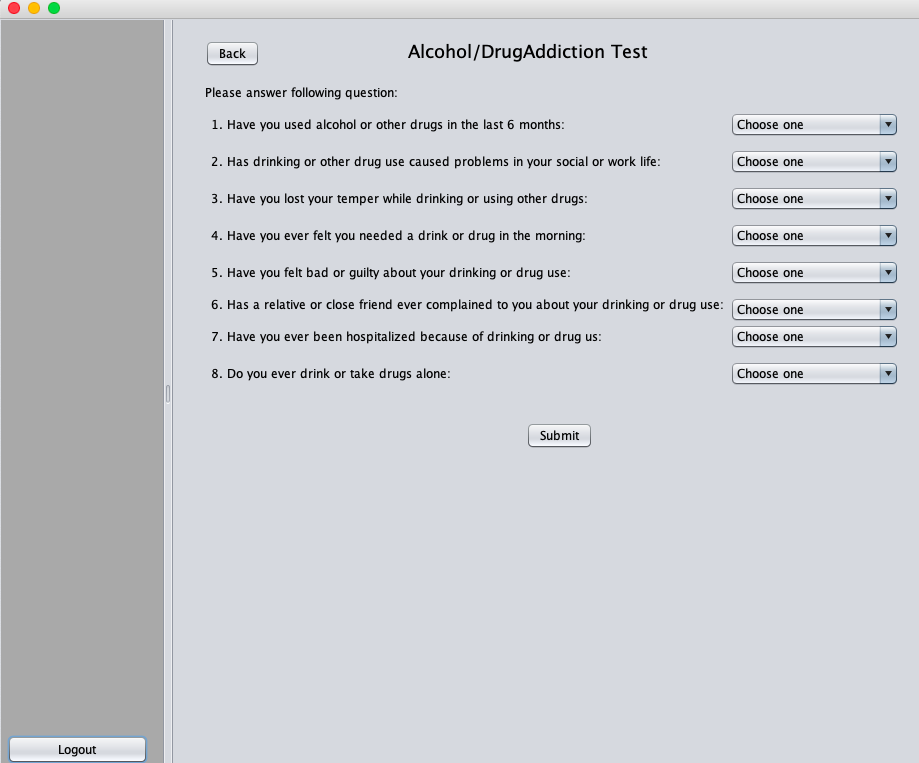 Back
Alcohol/DrugAddiction Test
Please answer following question:
1. Have you used alcohol or other drugs in the last 6 months: Choose one
2. Has drinking or other drug use caused problems in your social or work life: Choose one
3. Have you lost your temper while drinking or using other drugs: Choose one
4. Have you ever felt you needed a drink or drug in the morning: Choose one
5. Have you felt bad or guilty about your drinking or drug use: Choose one
6. Has a relative or close friend ever complained to you about your drinking or drug use: Choose one
7. Have you ever been hospitalized because of drinking or drug us: Choose one
8. Do you ever drink or take drugs alone: Choose one
Submit
Logout